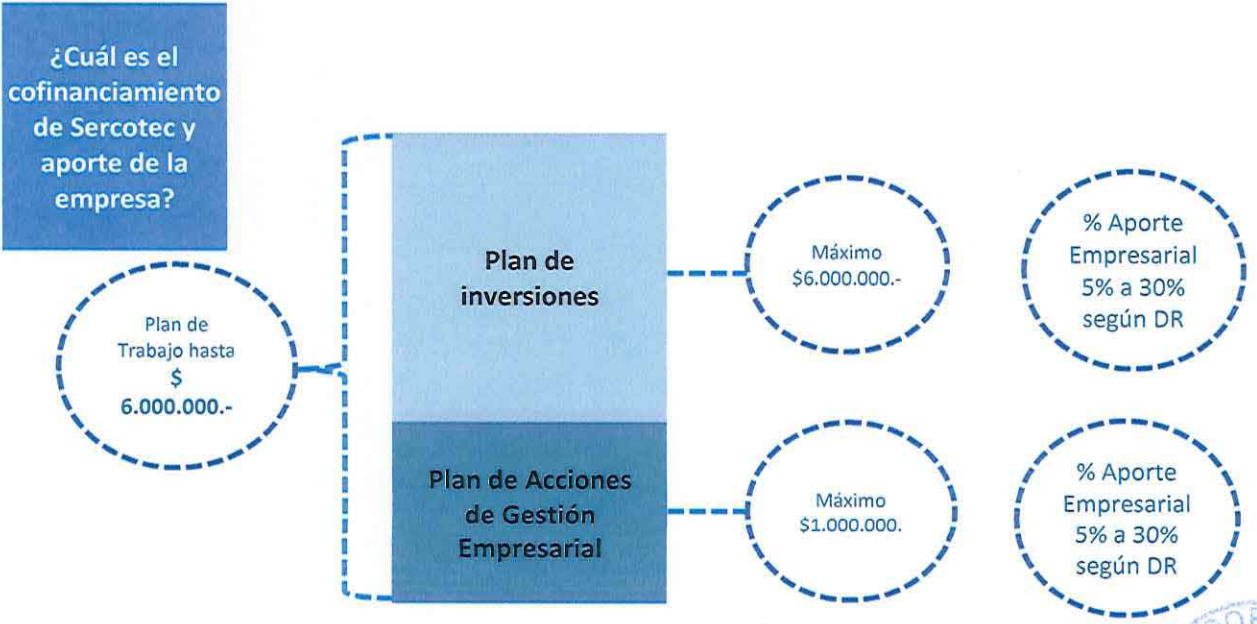 ¿Cuál es el
cofinanciamiento
de Sercotec y
aporte de la
empresa?
Plan de
Trabajo hasta
$
6.000.000.-
Plan de
inversiones
Máximo
$6.000.000.-
% Aporte
Empresarial
5% a 30%
según DR
Plan de Acciones
de Gestión
Empresarial
Máximo
$1.000.000.
% Aporte
Empresarial
5% a 30%
según DR